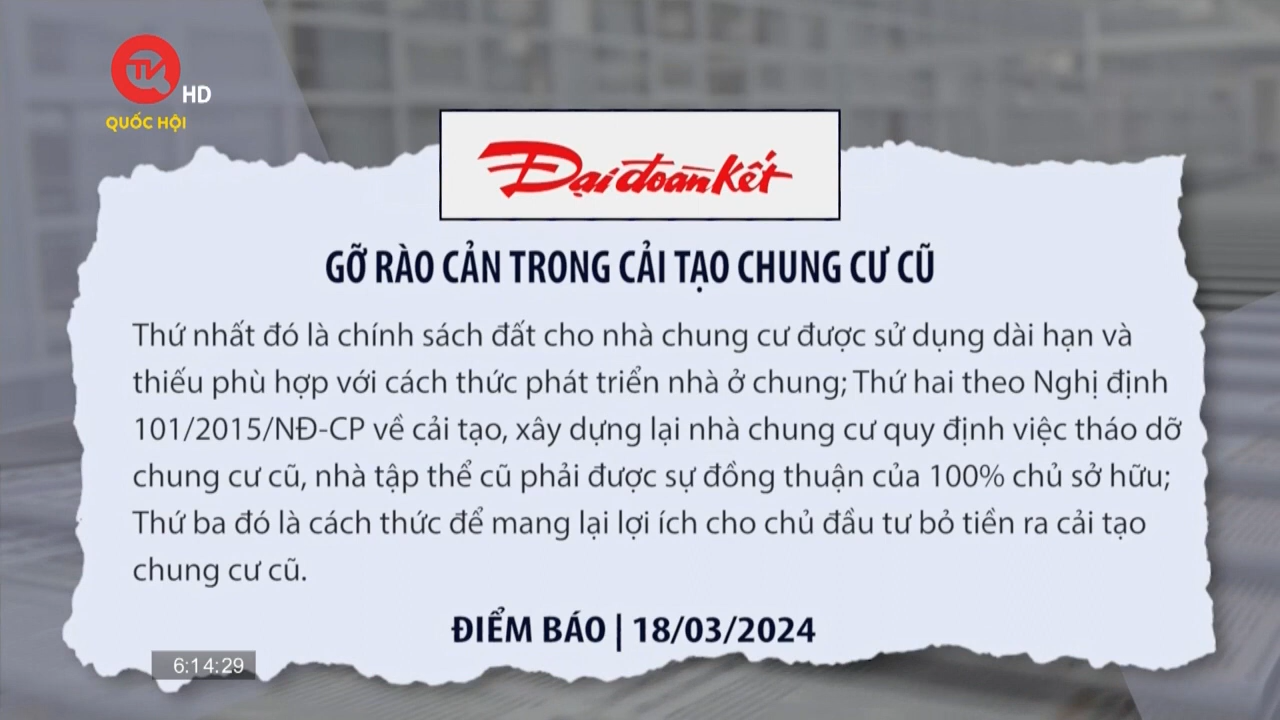 HD
QUỐC HỘI
Đại đoàn kết
GỠ RÀO CẢN TRONG CẢI TẠO CHUNG CƯ CŨ
Thứ nhất đó là chính sách đất cho nhà chung cư được sử dụng dài hạn và
thiếu phù hợp với cách thức phát triển nhà ở chung; Thứ hai theo Nghị định
101/2015/NĐ-CP về cải tạo, xây dựng lại nhà chung cư quy định việc tháo dỡ
chung cư cũ, nhà tập thể cũ phải được sự đồng thuận của 100% chủ sở hữu;
Thứ ba đó là cách thức để mang lại lợi ích cho chủ đầu tư bỏ tiền ra cải tạo
chung cư cũ.
ĐIỂM BÁO | 18/03/2024
6:14:29